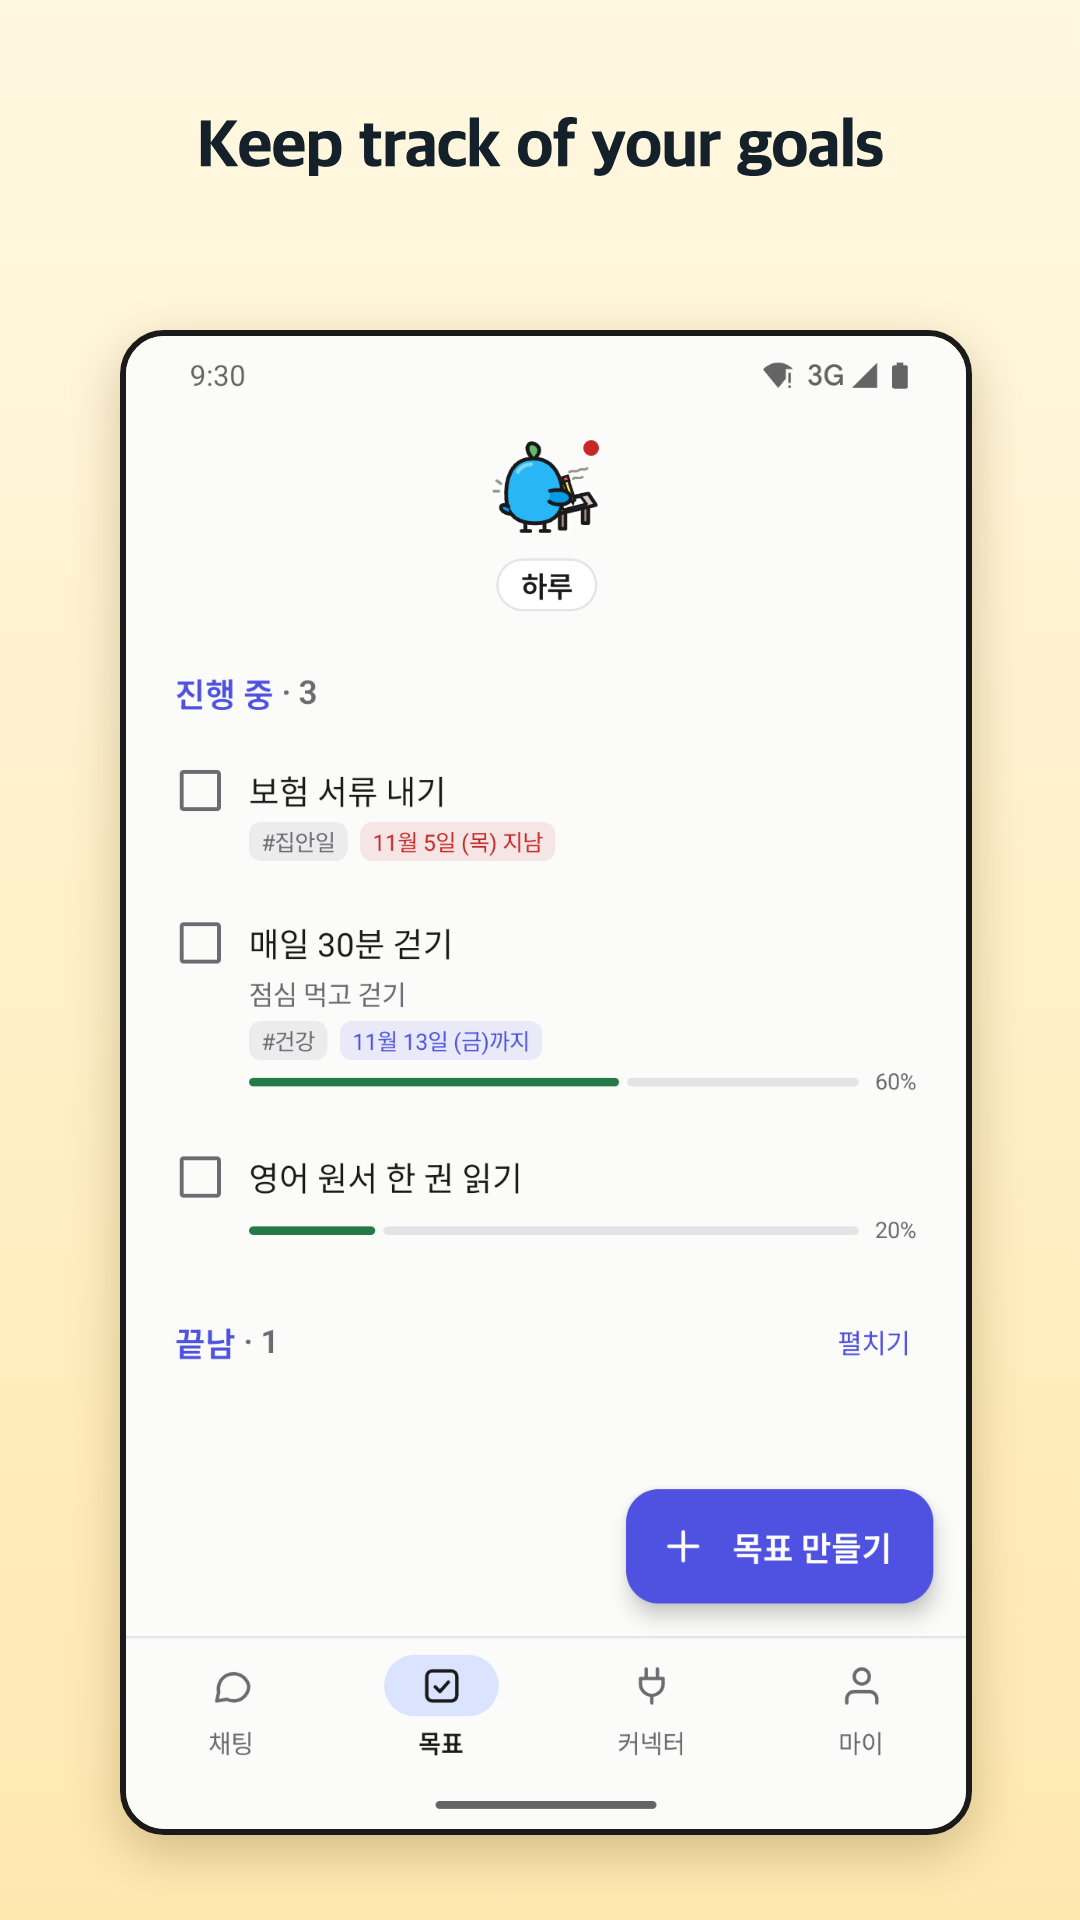 Keep track of your goals
9:30
3G
하루
진행 중 · 3
보험 서류 내기
#집안일 11월 5일 (목) 지남
매일 30분 걷기
점심 먹고 걷기
#건강 11월 13일 (금)까지
60%
영어 원서 한 권 읽기
20%
끝남 · 1 펼치기
목표 만들기
채팅 목표 커넥터 마이